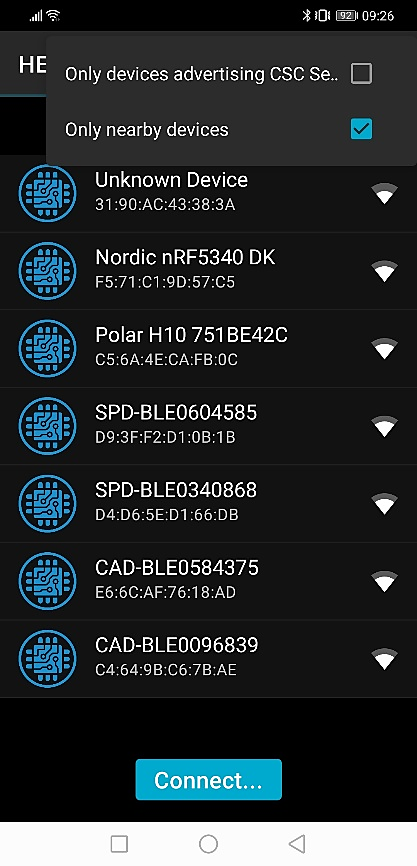 92 09:26
HE
Only devices advertising CSC Se..
Only nearby devices
Unknown Device
31:90:AC:43:38:3A
Nordic nRF5340 DK
F5:71:C1:9D:57:C5
Polar H10 751BE42C
C5:6A:4E:CA:FB:0C
SPD-BLE0604585
D9:3F:F2:D1:0B:1B
SPD-BLE0340868
D4:D6:5E:D1:66:DB
CAD-BLE0584375
E6:6C:AF:76:18:AD
CAD-BLE0096839
C4:64:9B:C6:7B:AE
Connect...